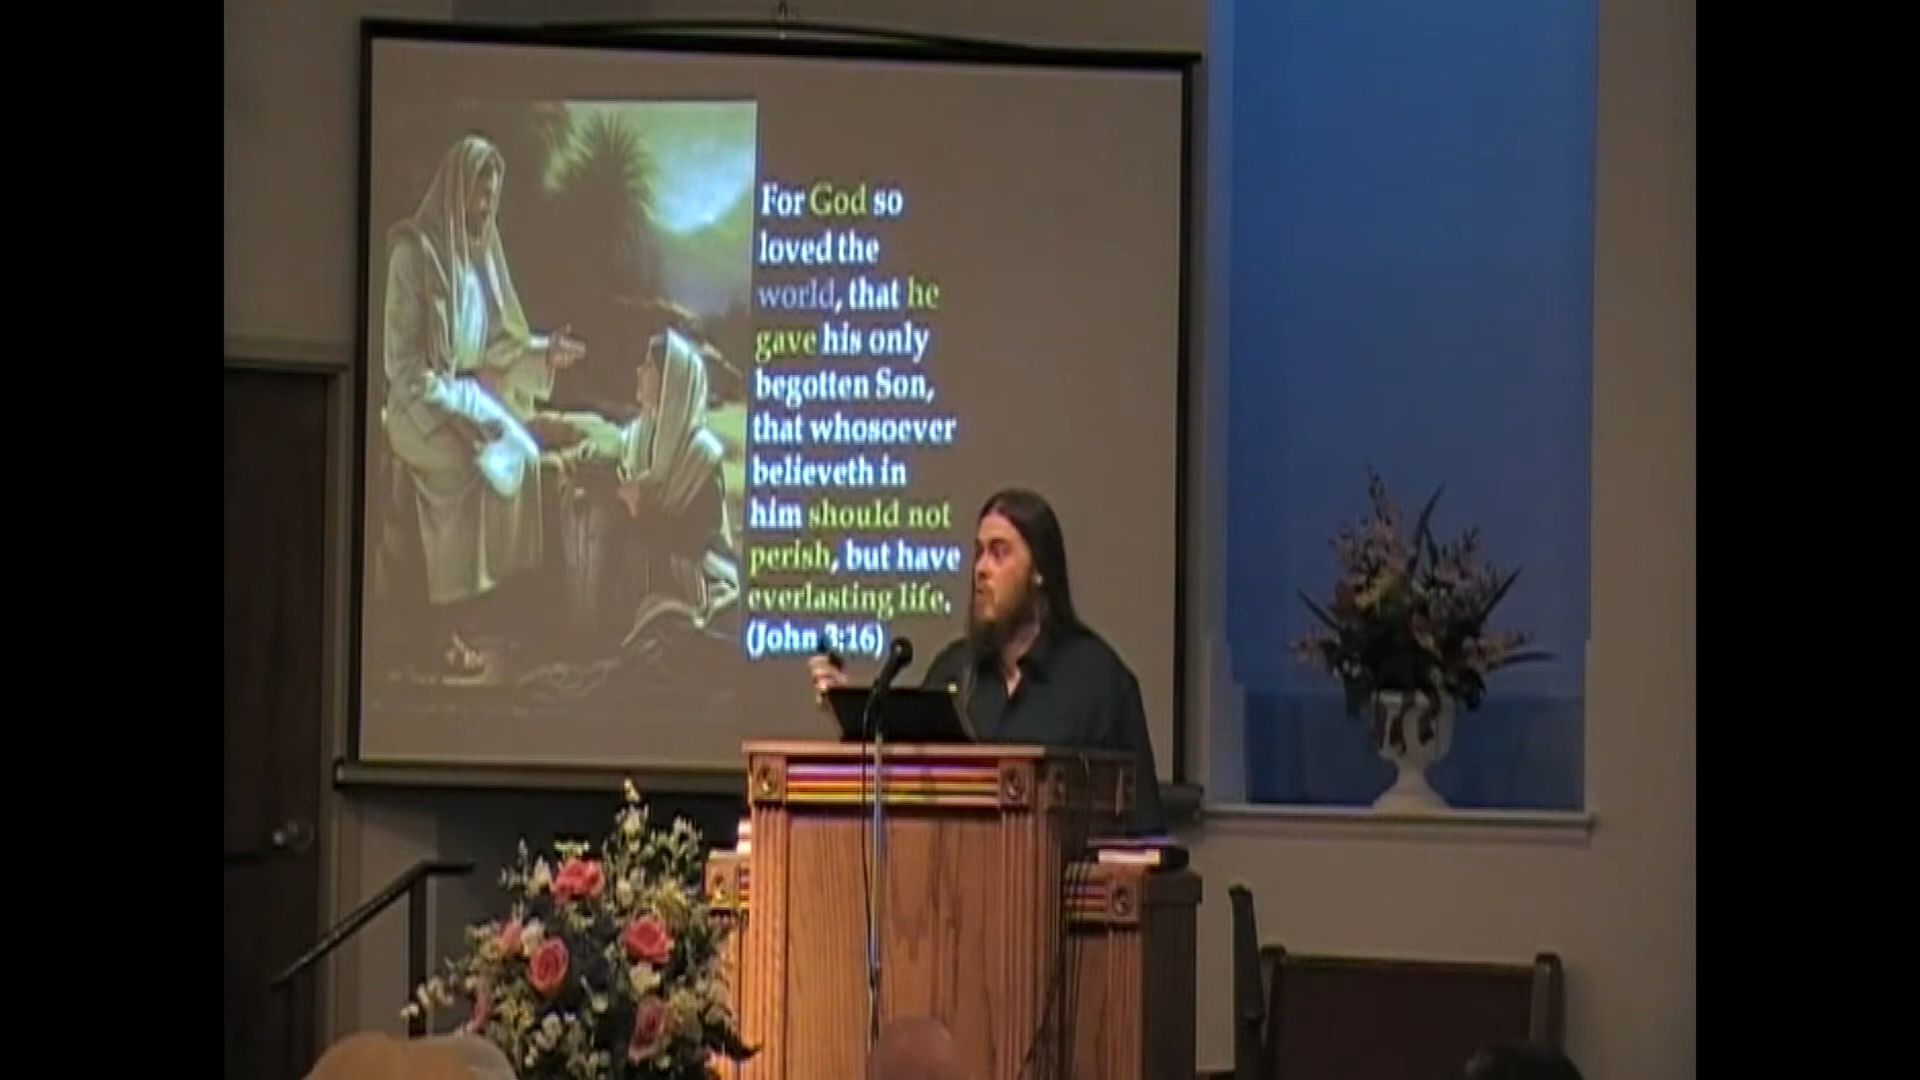 For God so
loved the
world, that he
gave his only
begotten Son,
that whosoever
believeth in
him should not
perish, but have
everlasting life.
(John 3:16)